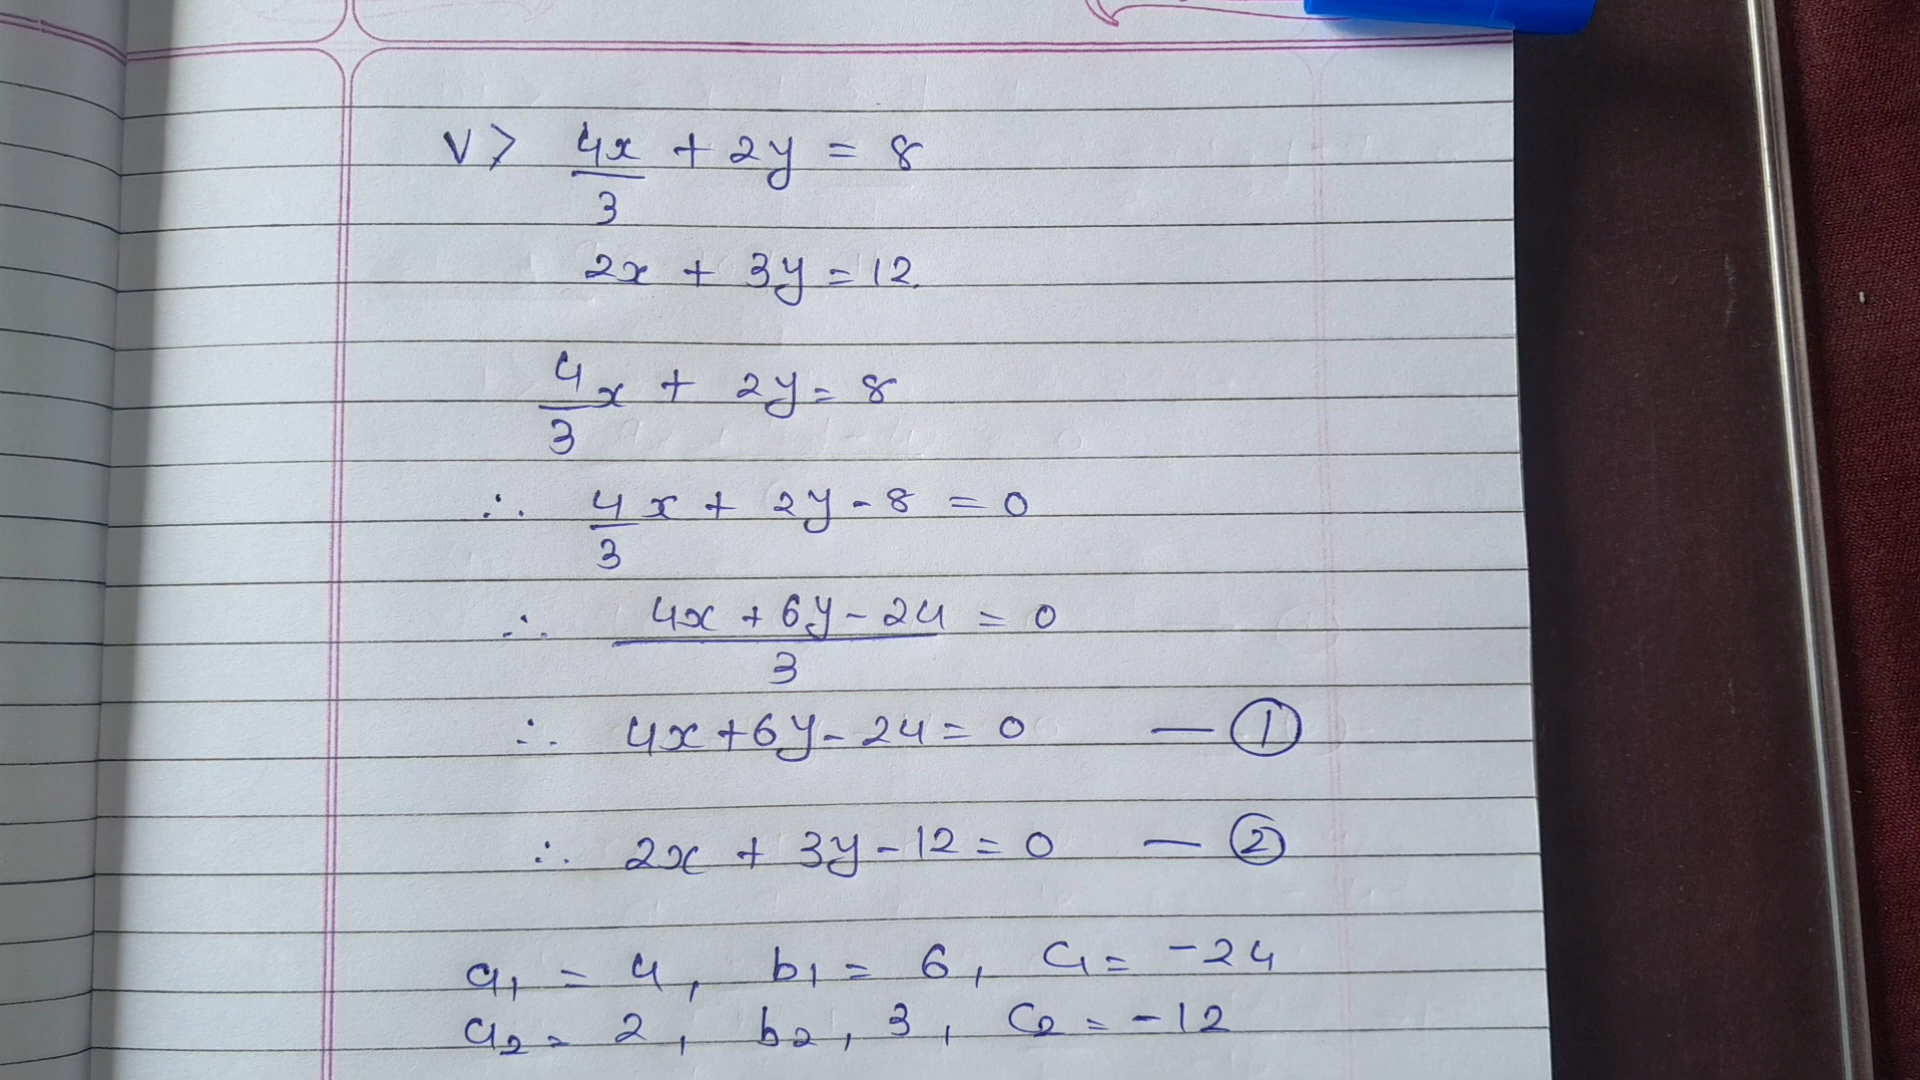 V> 4x/3 + 2y = 8
2x + 3y = 12.
4/3 x + 2y = 8
∴ 4/3 x + 2y - 8 = 0
∴ (4x + 6y - 24)/3 = 0
∴ 4x + 6y - 24 = 0 — ①
∴ 2x + 3y - 12 = 0 — ②
a₁ = 4, b₁ = 6, c₁ = -24
a₂ = 2, b₂, 3, c₂ = -12